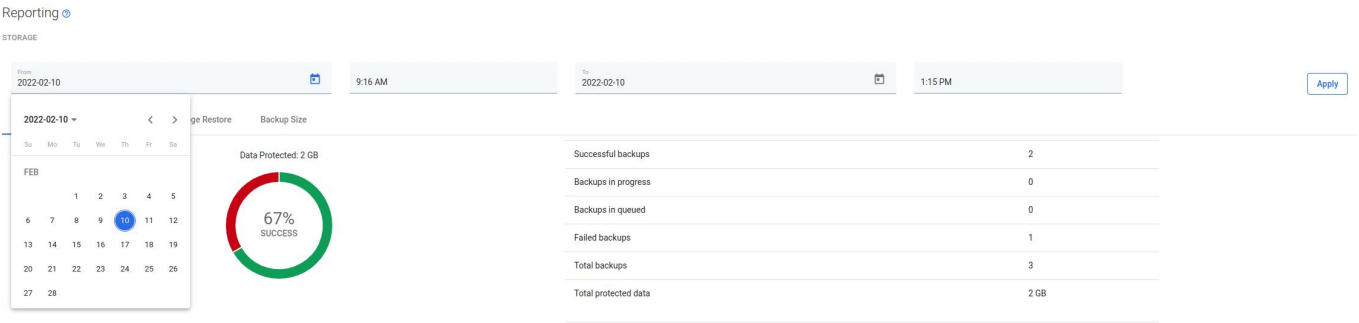 Reporting
STORAGE
From
2022-02-10
9:16 AM
To
2022-02-10
1:15 PM
Apply
2022-02-10
Restore
Backup Size
Su Mo Tu We Th Fr Sa
FEB
1 2 3 4 5
6 7 8 9 10 11 12
13 14 15 16 17 18 19
20 21 22 23 24 25 26
27 28
Data Protected: 2 GB
67%
SUCCESS
Successful backups 2
Backups in progress 0
Backups in queued 0
Failed backups 1
Total backups 3
Total protected data 2 GB